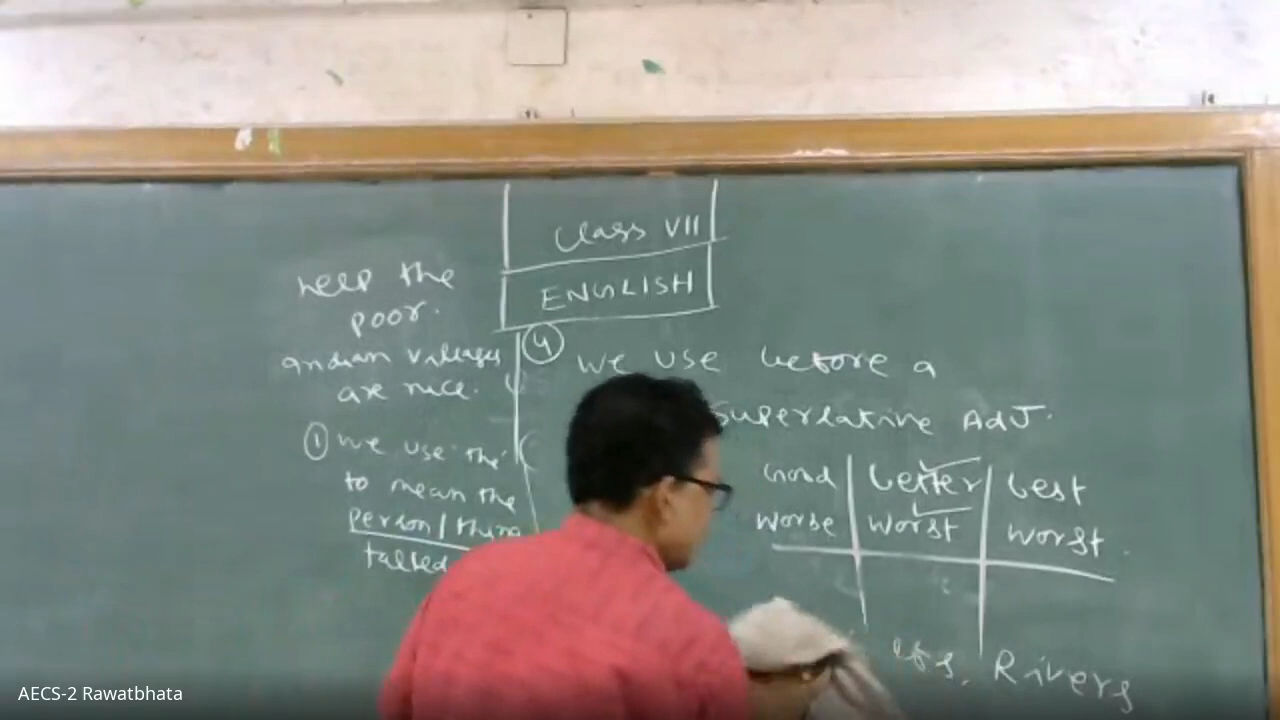 Class VII
ENGLISH
Help the
poor.
Indian Villages
are nice.
① We use 'the'
to mean the
person / thing
talked
④ We use before a
Superlative Adj.
Good better best
Worse worst worst.
Rivers
AECS-2 Rawatbhata